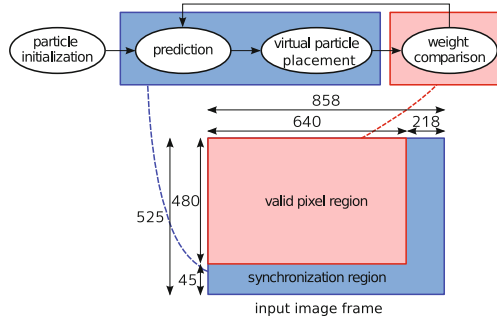 particle
initialization
prediction
virtual particle
placement
weight
comparison
858
640
218
480
525
45
valid pixel region
synchronization region
input image frame